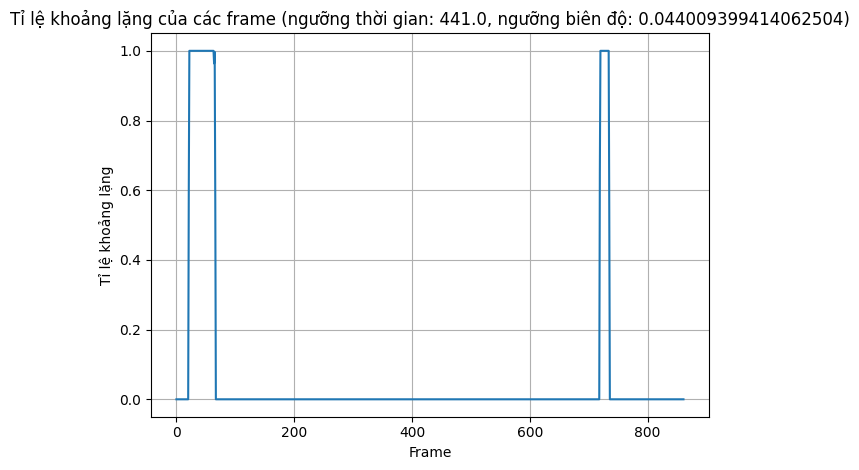 Tỉ lệ khoảng lặng của các frame (ngưỡng thời gian: 441.0, ngưỡng biên độ: 0.044009399414062504)
1.0
0.8
0.6
0.4
0.2
0.0
Tỉ lệ khoảng lặng
0 200 400 600 800
Frame